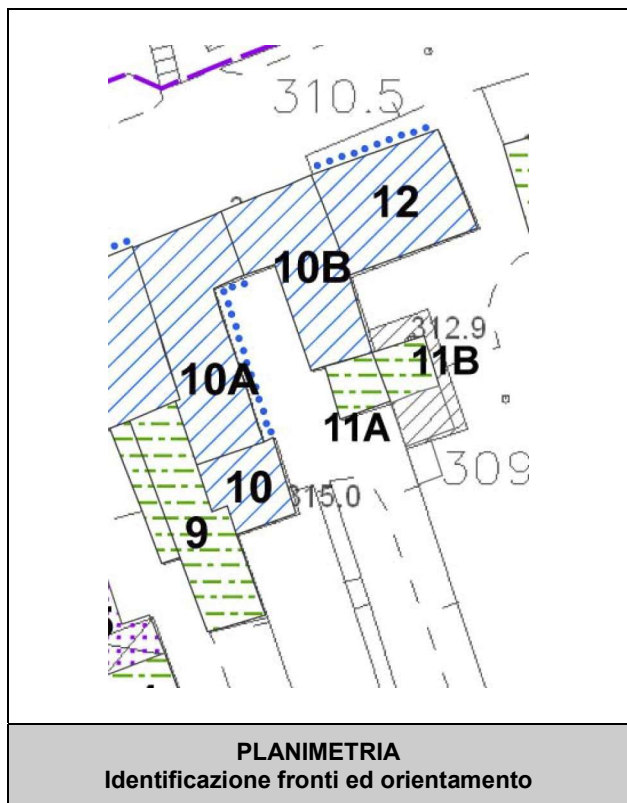 310.5
12
10B
312.9
11B
10A
11A
309
10
315.0
9
PLANIMETRIA
Identificazione fronti ed orientamento